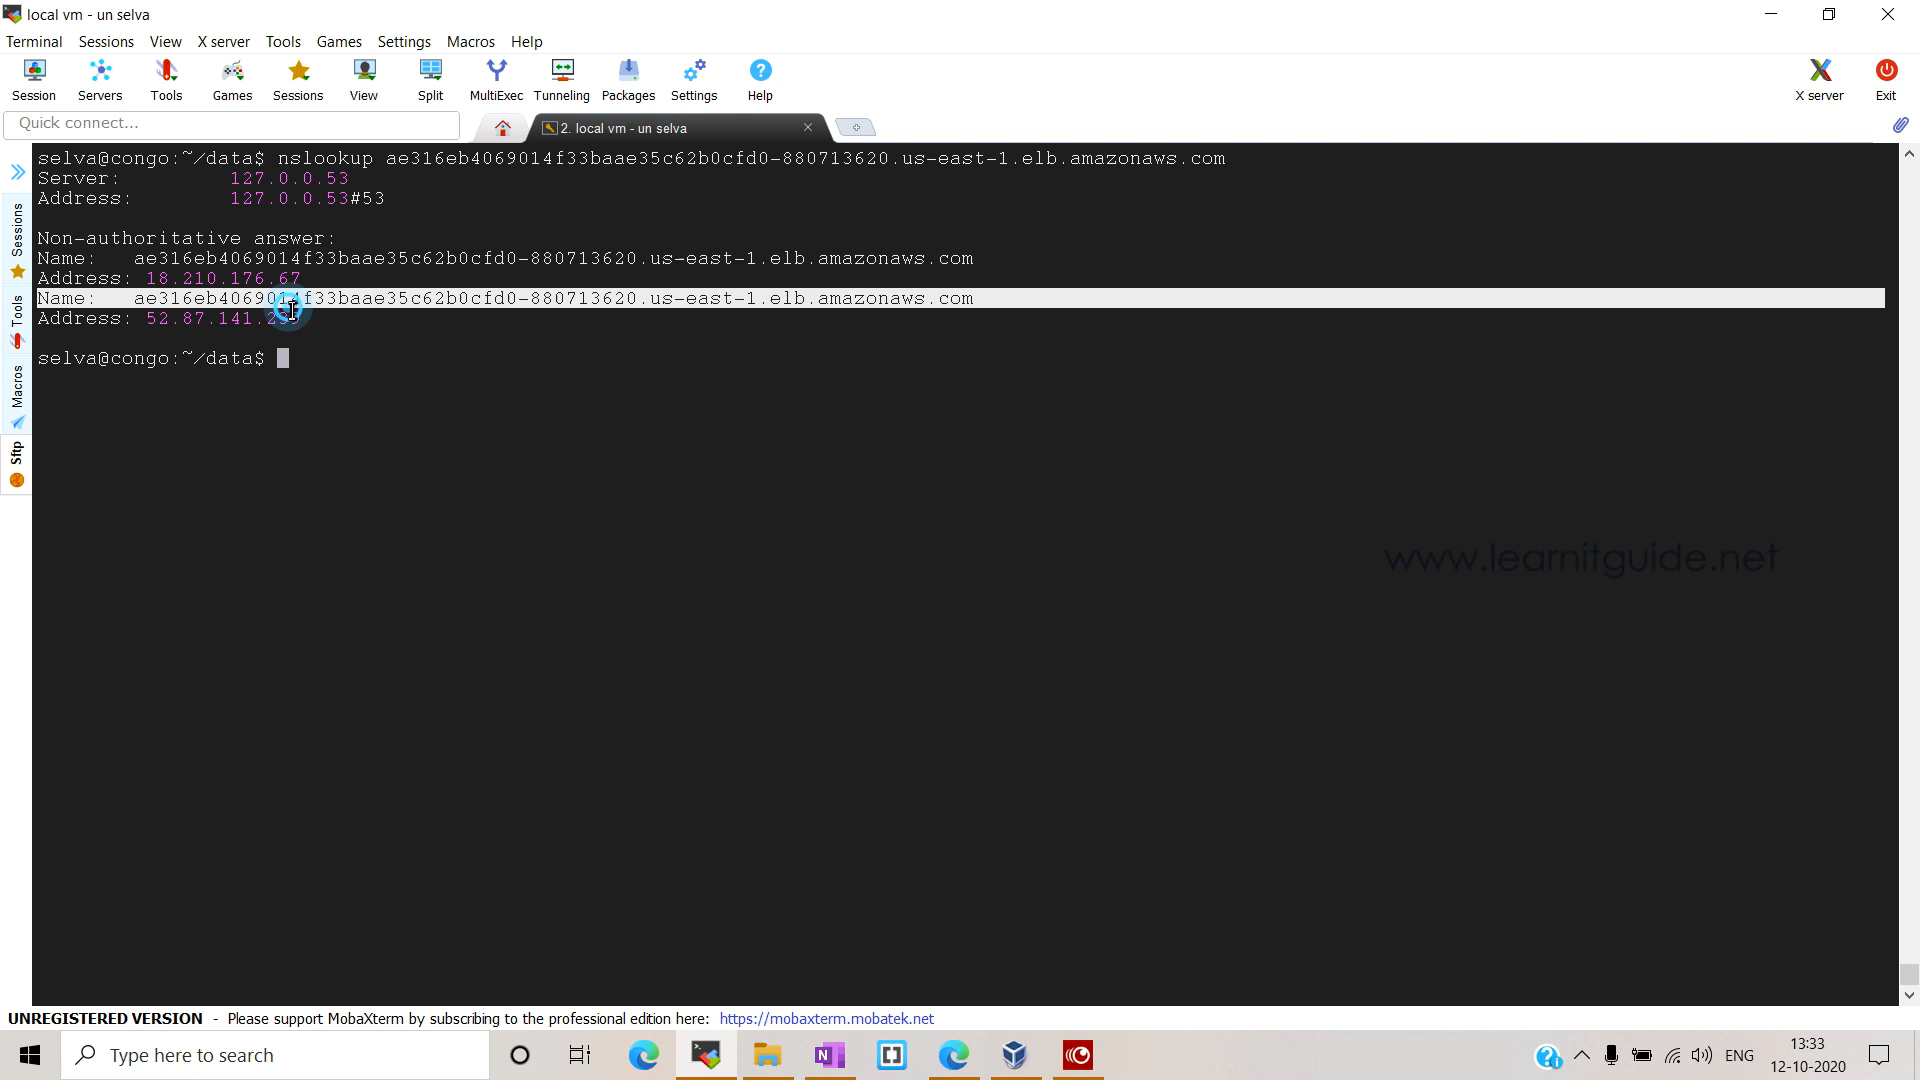 local vm - un selva
Terminal Sessions View X server Tools Games Settings Macros Help
Session Servers Tools Games Sessions View Split MultiExec Tunneling Packages Settings Help X server Exit
Quick connect...
2. local vm - un selva
selva@congo:~/data$ nslookup ae316eb4069014f33baae35c62b0cfd0-880713620.us-east-1.elb.amazonaws.com
Server: 127.0.0.53
Address: 127.0.0.53#53
Non-authoritative answer:
Name: ae316eb4069014f33baae35c62b0cfd0-880713620.us-east-1.elb.amazonaws.com
Address: 18.210.176.67
Name: ae316eb4069014f33baae35c62b0cfd0-880713620.us-east-1.elb.amazonaws.com
Address:
selva@congo:~/data$
Sessions
Tools
Macros
Sftp
www.learnitguide.net
UNREGISTERED VERSION - Please support MobaXterm by subscribing to the professional edition here: https://mobaxterm.mobatek.net
Type here to search
ENG
13:33
12-10-2020